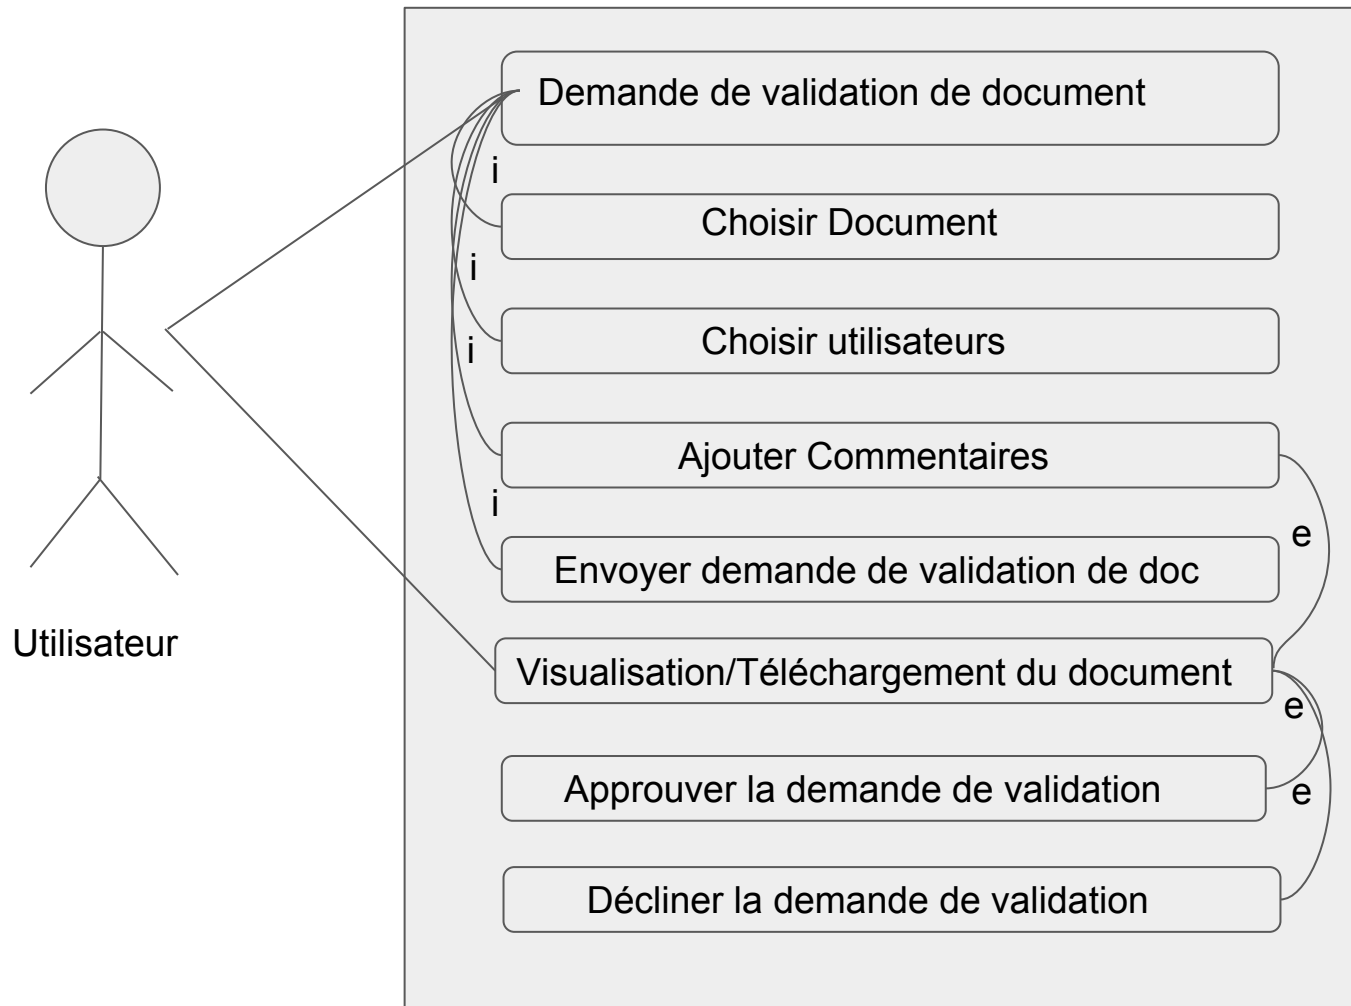 Demande de validation de document
i
Choisir Document
i
Choisir utilisateurs
i
Ajouter Commentaires
i
e
Envoyer demande de validation de doc
Utilisateur
Visualisation/Téléchargement du document
e
Approuver la demande de validation
e
Décliner la demande de validation